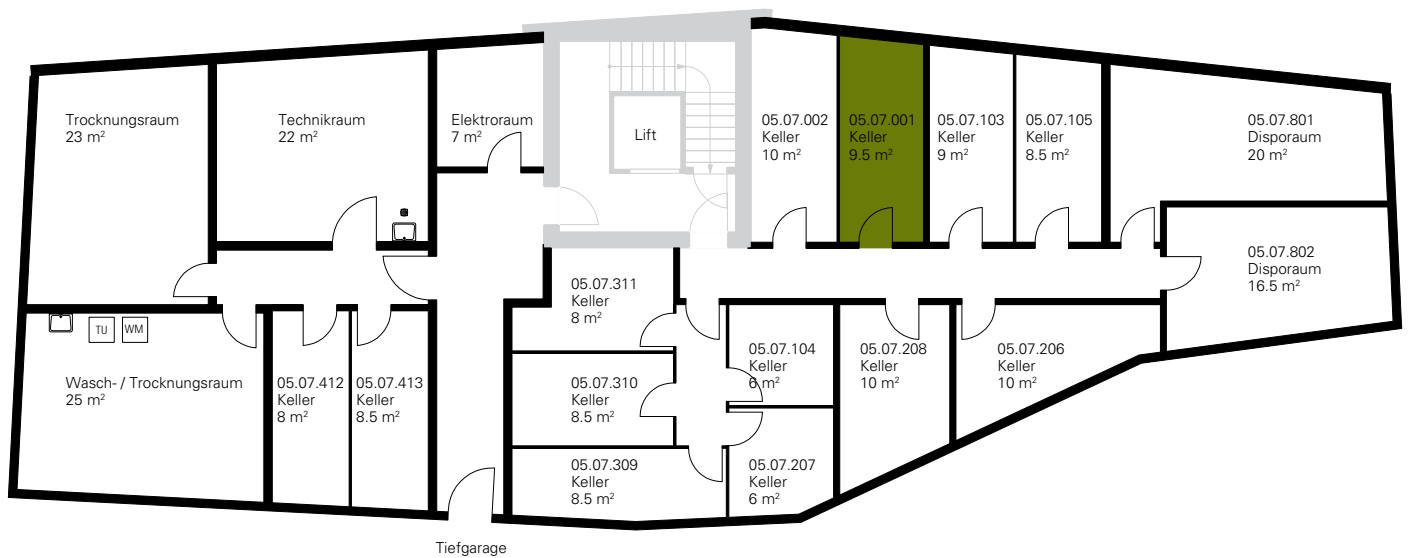 Trocknungsraum
23 m²
Technikraum
22 m²
Elektroraum
7 m²
Lift
05.07.002
Keller
10 m²
05.07.001
Keller
9.5 m²
05.07.103
Keller
9 m²
05.07.105
Keller
8.5 m²
05.07.801
Disporaum
20 m²
05.07.802
Disporaum
16.5 m²
05.07.311
Keller
8 m²
TU
WM
Wasch- / Trocknungsraum
25 m²
05.07.412
Keller
8 m²
05.07.413
Keller
8.5 m²
05.07.310
Keller
8.5 m²
05.07.104
Keller
6 m²
05.07.208
Keller
10 m²
05.07.206
Keller
10 m²
05.07.309
Keller
8.5 m²
05.07.207
Keller
6 m²
Tiefgarage